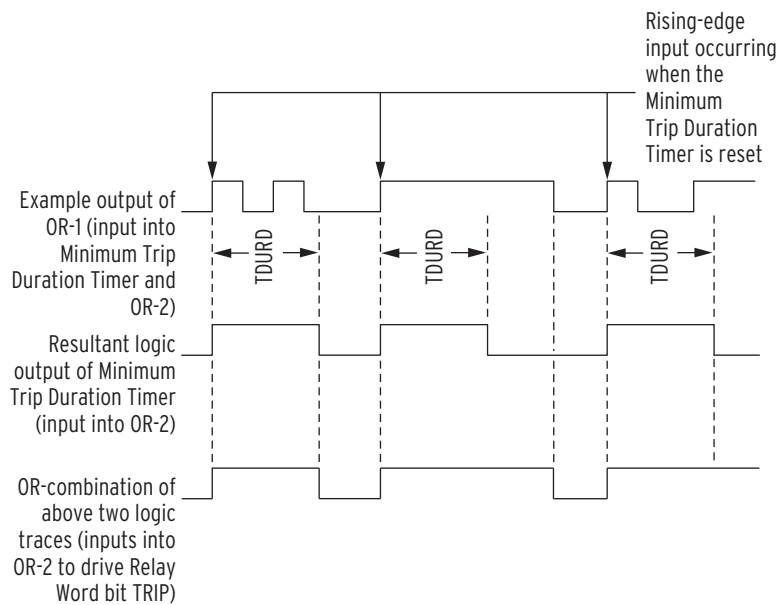 Rising-edge
input occurring
when the
Minimum
Trip Duration
Timer is reset
Example output of
OR-1 (input into
Minimum Trip
Duration Timer and
OR-2)
TDURD
TDURD
TDURD
Resultant logic
output of Minimum
Trip Duration Timer
(input into OR-2)
OR-combination of
above two logic
traces (inputs into
OR-2 to drive Relay
Word bit TRIP)